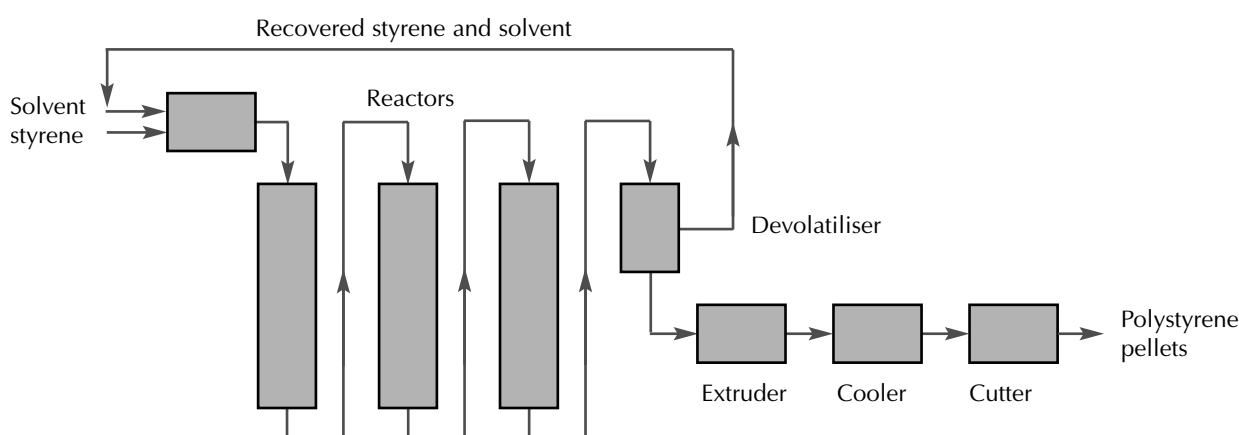 Recovered styrene and solvent
Solvent
styrene
Reactors
Devolatiliser
Polystyrene
pellets
Extruder
Cooler
Cutter